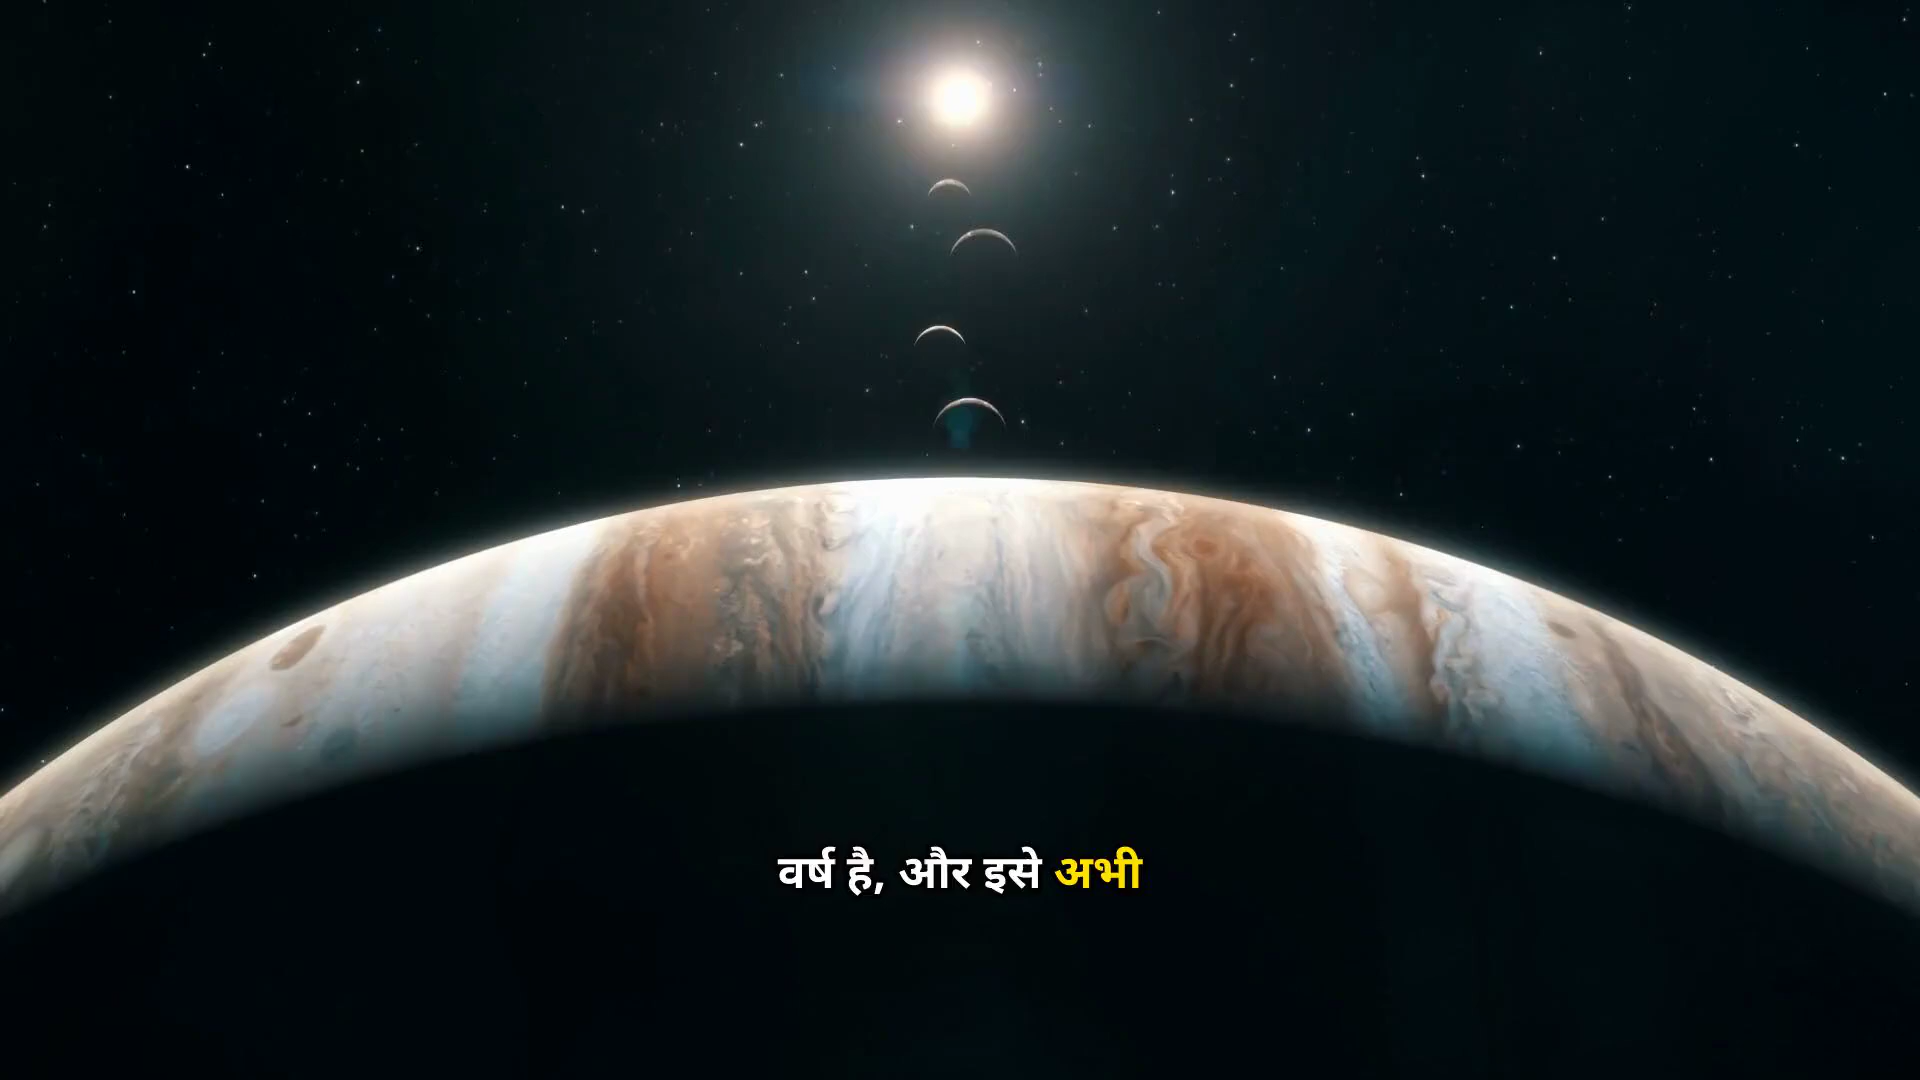 वर्ष है, और इसे अभी